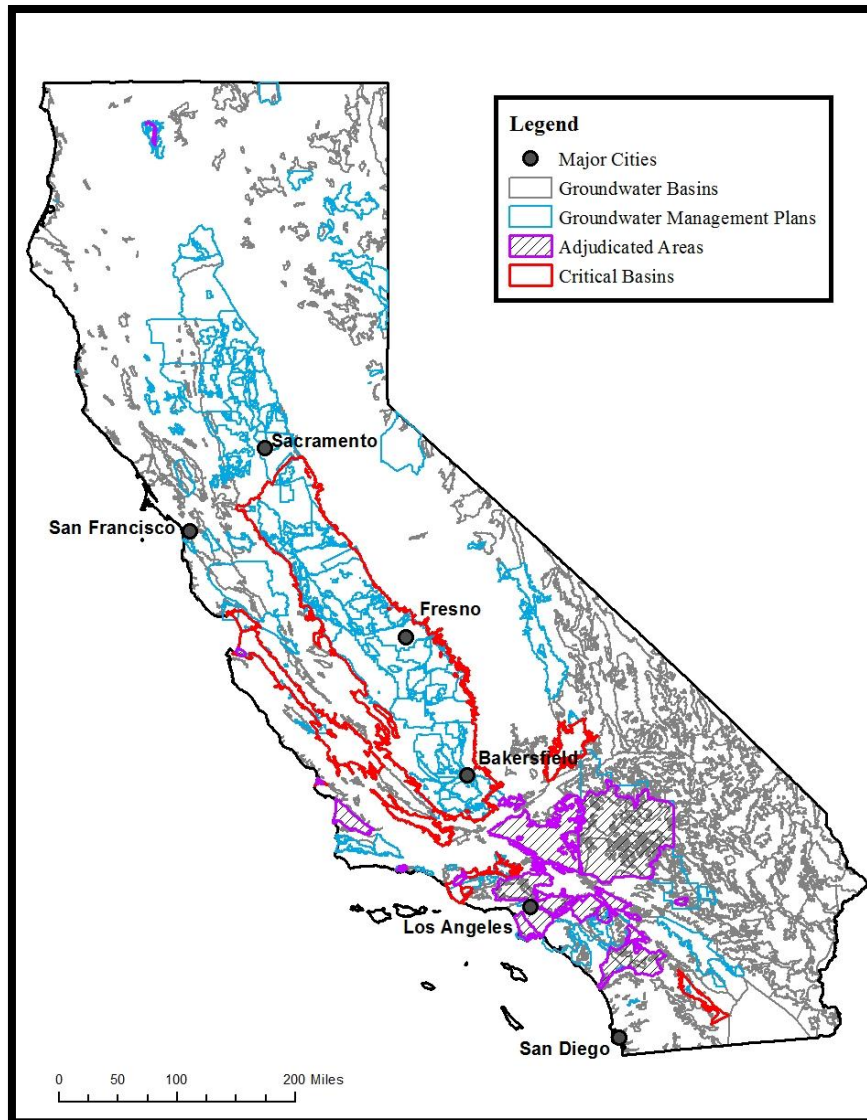 Legend
Major Cities
Groundwater Basins
Groundwater Management Plans
Adjudicated Areas
Critical Basins
Sacramento
San Francisco
Fresno
Bakersfield
Los Angeles
San Diego
0 50 100 200 Miles